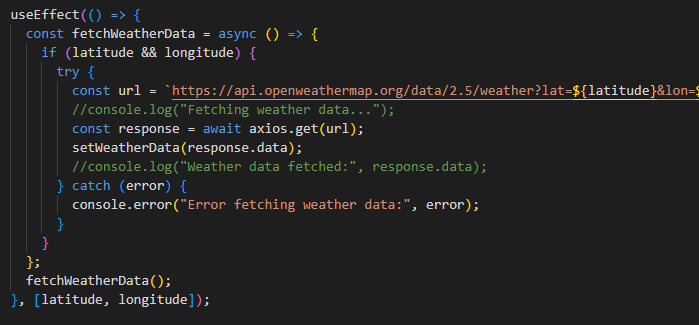 useEffect(() => {
const fetchWeatherData = async () => {
if (latitude && longitude) {
try {
const url = `https://api.openweathermap.org/data/2.5/weather?lat=${latitude}&lon=$
//console.log("Fetching weather data...");
const response = await axios.get(url);
setWeatherData(response.data);
//console.log("Weather data fetched:", response.data);
} catch (error) {
console.error("Error fetching weather data:", error);
}
}
};
fetchWeatherData();
}, [latitude, longitude]);